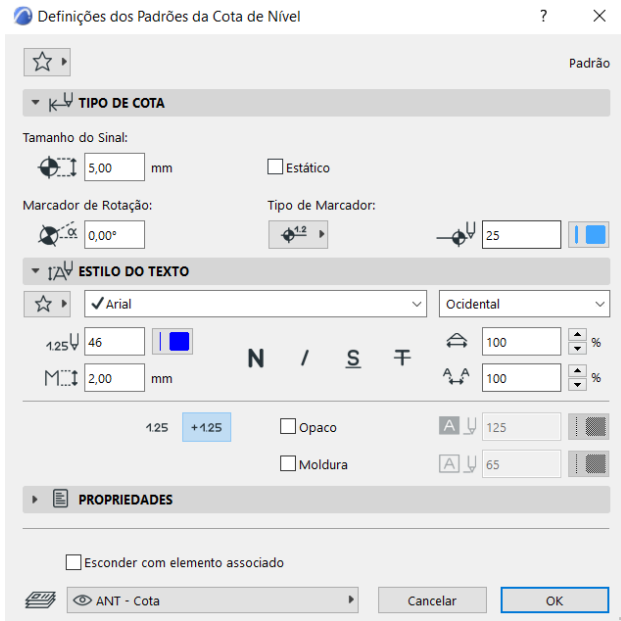 Definições dos Padrões da Cota de Nível ?
Padrão
TIPO DE COTA
Tamanho do Sinal:
5,00 mm Estático
Marcador de Rotação: Tipo de Marcador:
α 0,00° 1.2 25
ESTILO DO TEXTO
Arial Ocidental
1.25 46 100 %
N I S T
M 2,00 mm A A 100 %
1.25 +1.25 Opaco A 125
Moldura A 65
PROPRIEDADES
Esconder com elemento associado
ANT - Cota Cancelar OK